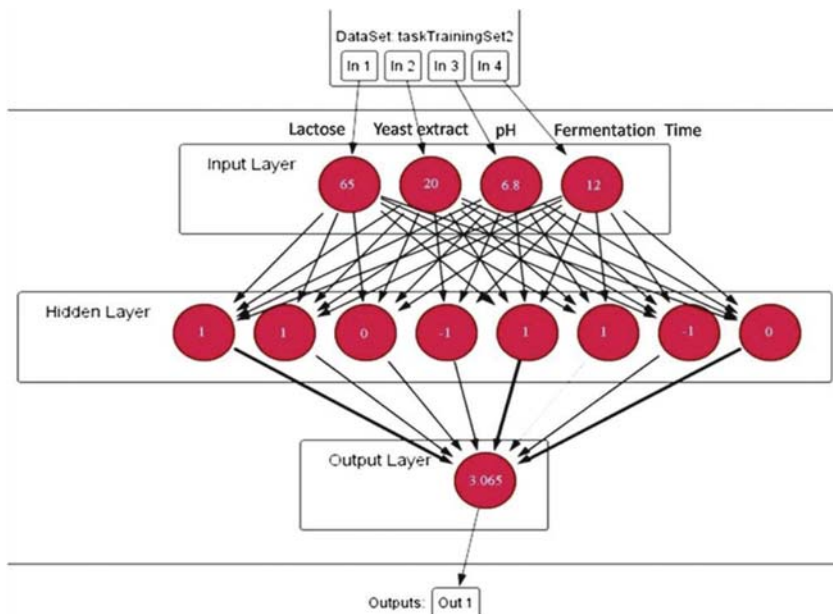 DataSet: taskTrainingSet2
In 1 In 2 In 3 In 4
Lactose Yeast extract pH Fermentation Time
Input Layer
65 20 6.8 12
Hidden Layer
1 1 0 -1 1 1 -1 0
Output Layer
3.065
Outputs: Out 1